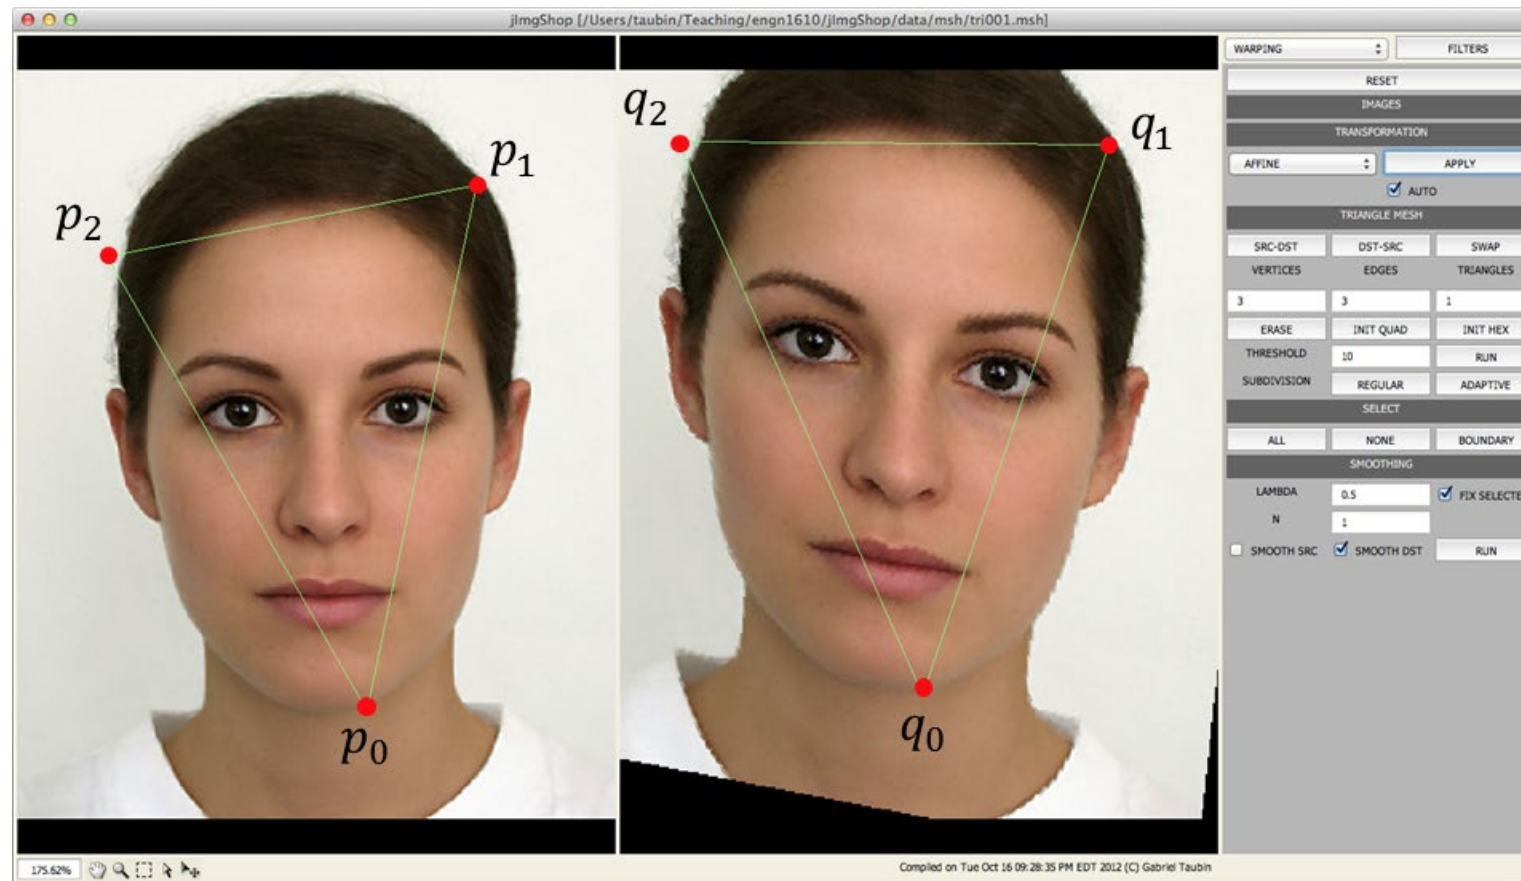 jImgShop [/Users/taubin/Teaching/engn1610/jImgShop/data/msh/tri001.msh]
p2
p1
p0
q2
q1
q0
WARPING FILTERS
RESET
IMAGES
TRANSFORMATION
AFFINE APPLY
AUTO
TRIANGLE MESH
SRC-DST DST-SRC SWAP
VERTICES EDGES TRIANGLES
3 3 1
ERASE INIT QUAD INIT HEX
THRESHOLD 10 RUN
SUBDIVISION REGULAR ADAPTIVE
SELECT
ALL NONE BOUNDARY
SMOOTHING
LAMBDA 0.5 FIX SELECTE
N 1
SMOOTH SRC SMOOTH DST RUN
175.62% Compiled on Tue Oct 16 09:28:35 PM EDT 2012 (C) Gabriel Taubin